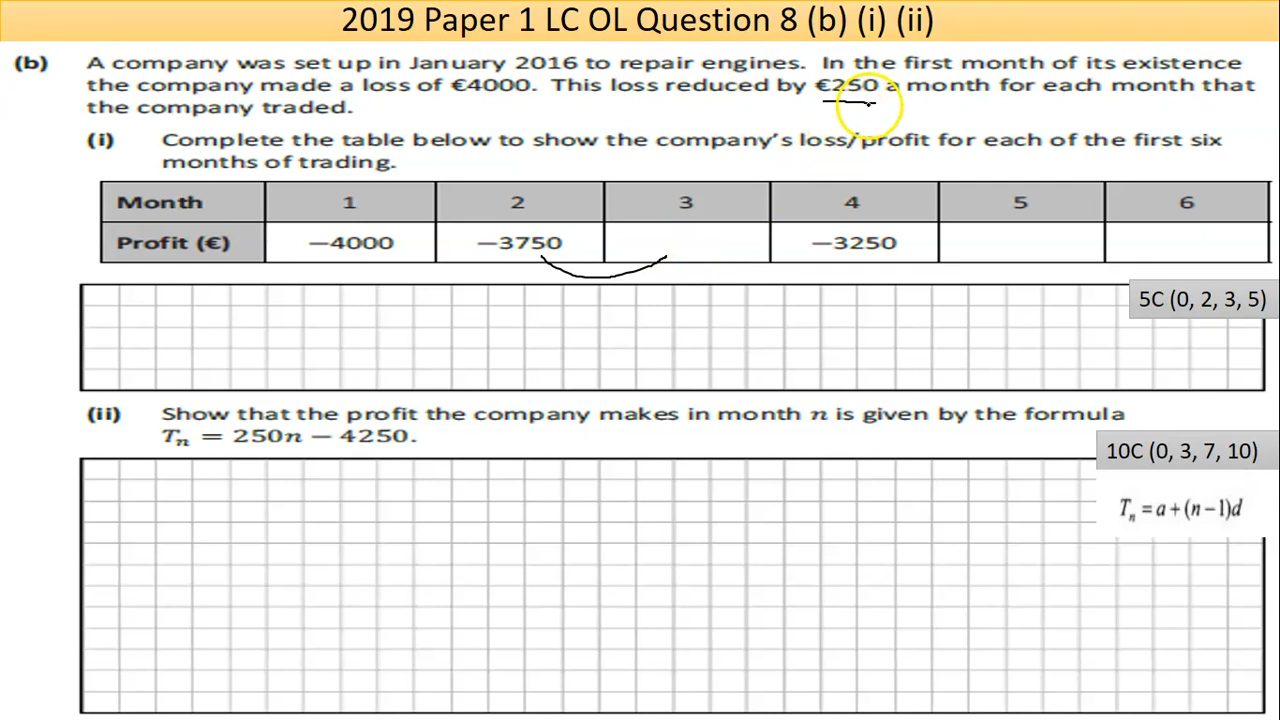 2019 Paper 1 LC OL Question 8 (b) (i) (ii)
(b) A company was set up in January 2016 to repair engines. In the first month of its existence
the company made a loss of €4000. This loss reduced by €250 a month for each month that
the company traded.
(i) Complete the table below to show the company's loss/profit for each of the first six
months of trading.
Month 1 2 3 4 5 6
Profit (€) −4000 −3750 −3250
5C (0, 2, 3, 5)
(ii) Show that the profit the company makes in month n is given by the formula
Tₙ = 250n − 4250.
10C (0, 3, 7, 10)
Tₙ = a + (n − 1)d